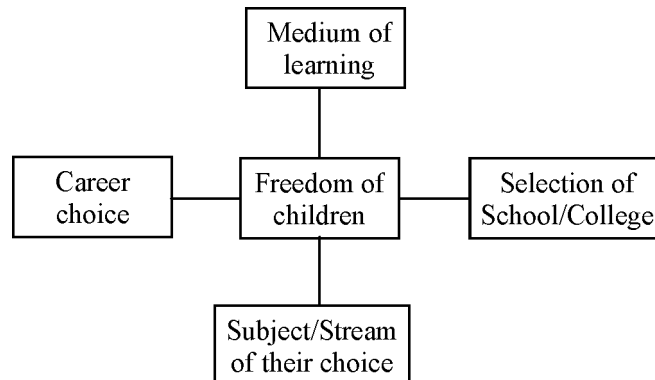 Medium of
learning
Career
choice
Freedom of
children
Selection of
School/College
Subject/Stream
of their choice